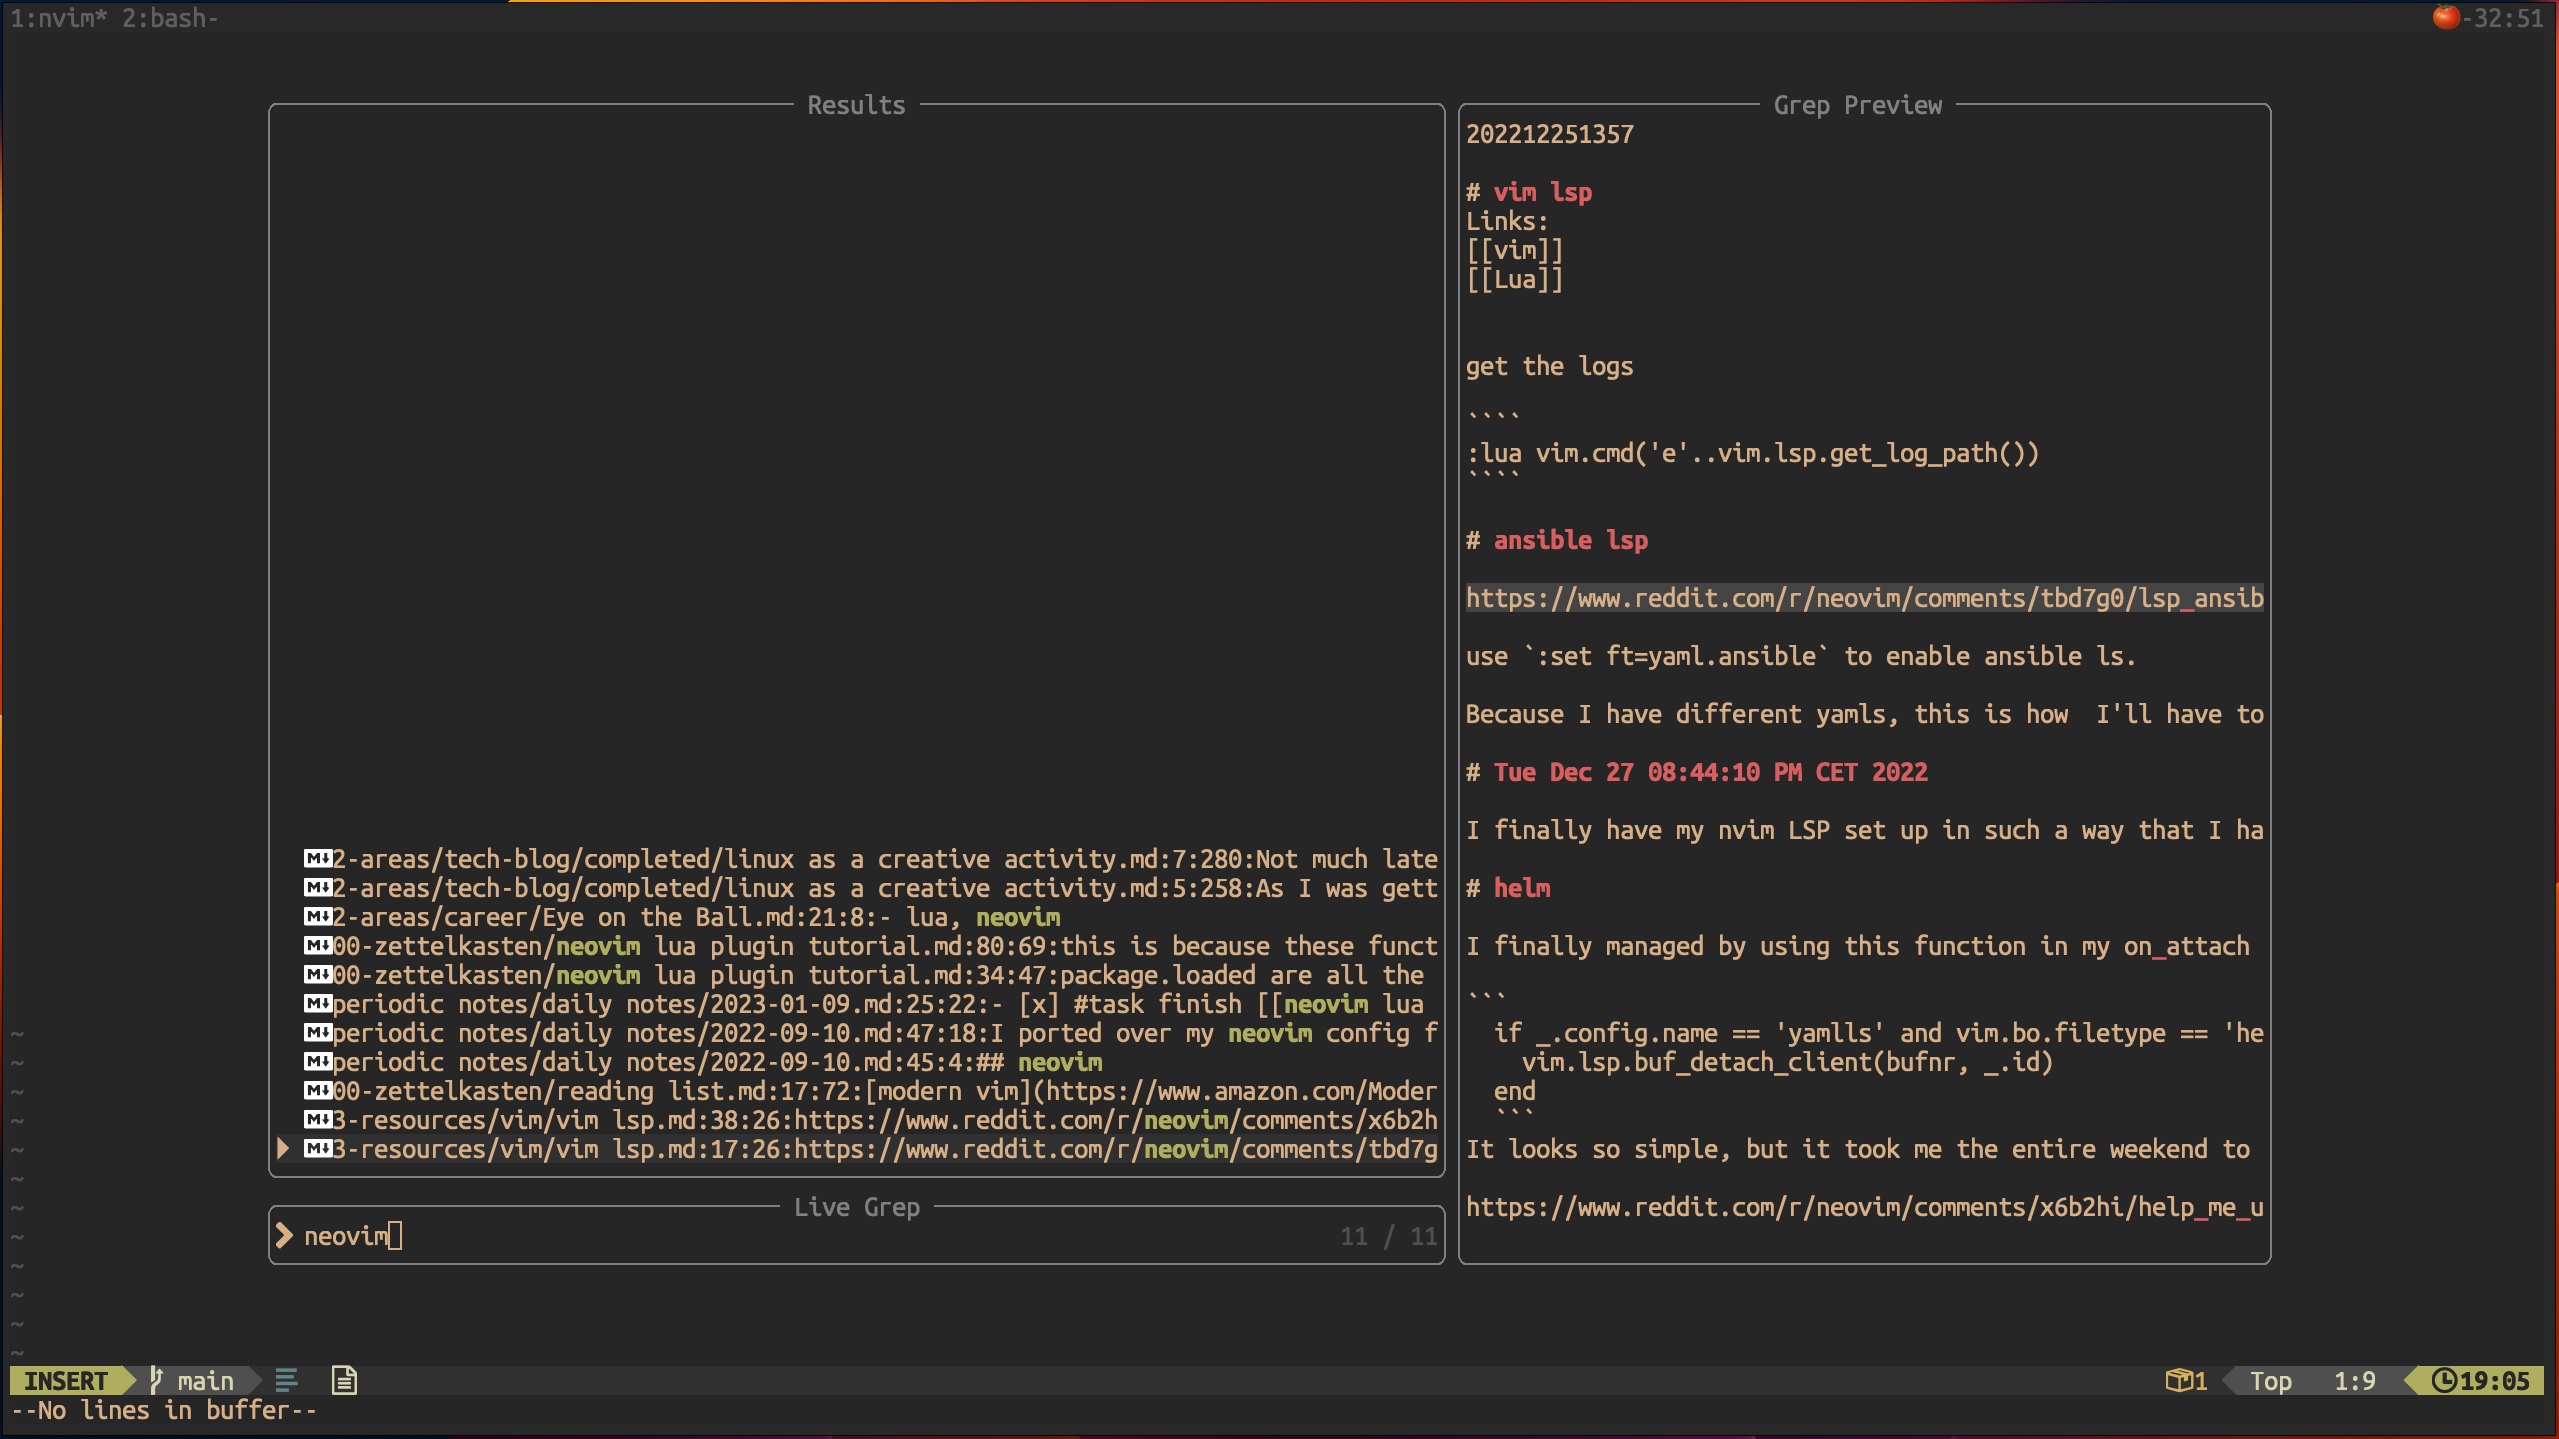 1:nvim* 2:bash-
-32:51
Results
2-areas/tech-blog/completed/linux as a creative activity.md:7:280:Not much late
2-areas/tech-blog/completed/linux as a creative activity.md:5:258:As I was gett
2-areas/career/Eye on the Ball.md:21:8:- lua, neovim
00-zettelkasten/neovim lua plugin tutorial.md:80:69:this is because these funct
00-zettelkasten/neovim lua plugin tutorial.md:34:47:package.loaded are all the
periodic notes/daily notes/2023-01-09.md:25:22:- [x] #task finish [[neovim lua
periodic notes/daily notes/2022-09-10.md:47:18:I ported over my neovim config f
periodic notes/daily notes/2022-09-10.md:45:4:## neovim
00-zettelkasten/reading list.md:17:72:[modern vim](https://www.amazon.com/Moder
3-resources/vim/vim lsp.md:38:26:https://www.reddit.com/r/neovim/comments/x6b2h
3-resources/vim/vim lsp.md:17:26:https://www.reddit.com/r/neovim/comments/tbd7g
Live Grep
neovim
11 / 11
Grep Preview
202212251357
# vim lsp
Links:
[[vim]]
[[Lua]]
get the logs
````
:lua vim.cmd('e'..vim.lsp.get_log_path())
````
# ansible lsp
https://www.reddit.com/r/neovim/comments/tbd7g0/lsp_ansib
use `:set ft=yaml.ansible` to enable ansible ls.
Because I have different yamls, this is how  I'll have to
# Tue Dec 27 08:44:10 PM CET 2022
I finally have my nvim LSP set up in such a way that I ha
# helm
I finally managed by using this function in my on_attach
```
if _.config.name == 'yamlls' and vim.bo.filetype == 'he
vim.lsp.buf_detach_client(bufnr, _.id)
end
```
It looks so simple, but it took me the entire weekend to
https://www.reddit.com/r/neovim/comments/x6b2hi/help_me_u
~
~
~
~
~
~
~
~
~
~
~
~
INSERT main
1 Top 1:9 19:05
--No lines in buffer--